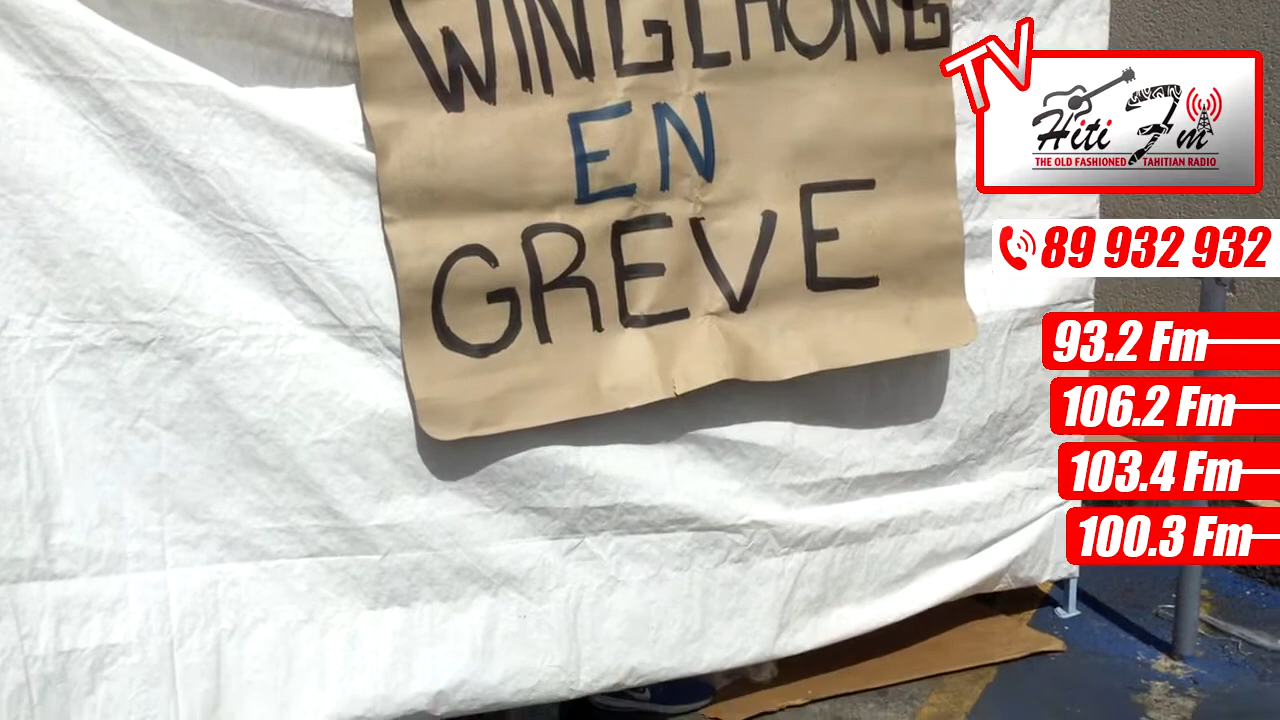 WINGCHONG
EN
GREVE
TV
Hiti Fm
THE OLD FASHIONED TAHITIAN RADIO
89 932 932
93.2 Fm
106.2 Fm
103.4 Fm
100.3 Fm